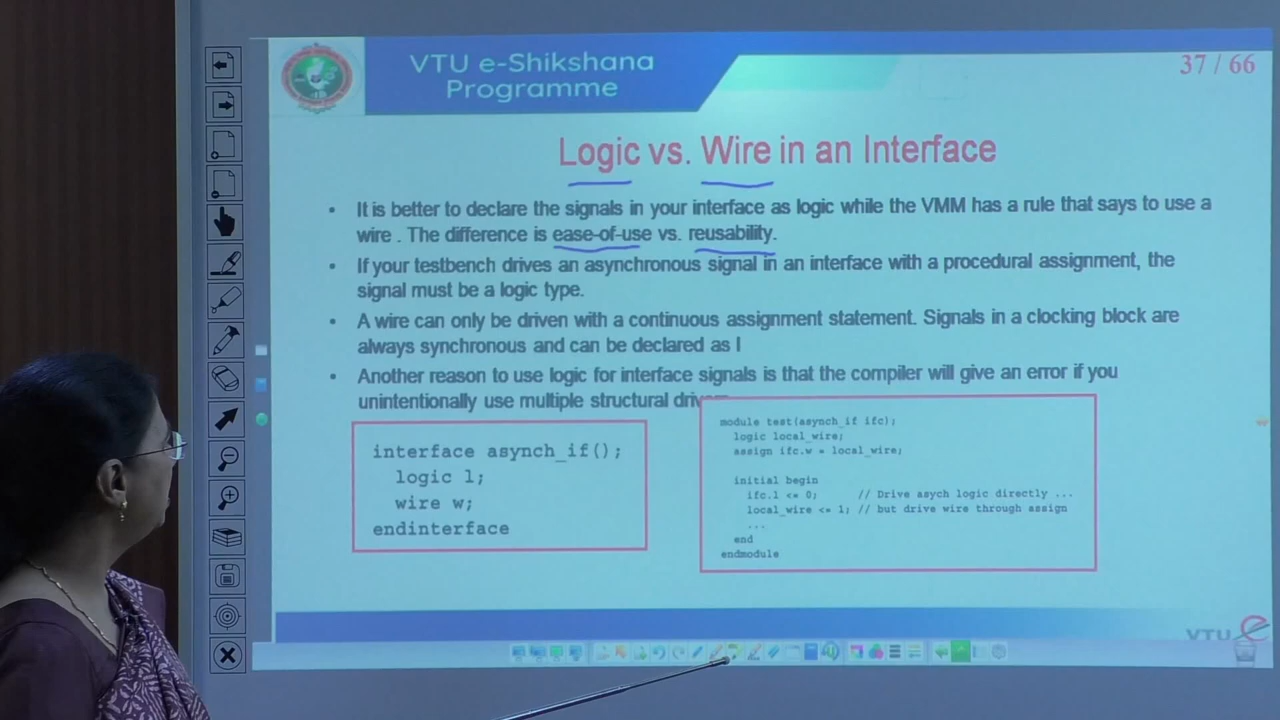 VTU e-Shikshana
Programme
37 / 66
Logic vs. Wire in an Interface
• It is better to declare the signals in your interface as logic while the VMM has a rule that says to use a
wire . The difference is ease-of-use vs. reusability.
• If your testbench drives an asynchronous signal in an interface with a procedural assignment, the
signal must be a logic type.
• A wire can only be driven with a continuous assignment statement. Signals in a clocking block are
always synchronous and can be declared as l
• Another reason to use logic for interface signals is that the compiler will give an error if you
unintentionally use multiple structural
interface asynch_if();
logic l;
wire w;
endinterface
module test(asynch_if ifc);
logic local_wire;
assign ifc.w = local_wire;
initial begin
ifc.l <= 0; // Drive asych logic directly ...
local_wire <= 1; // but drive wire through assign
...
end
endmodule
VTU e